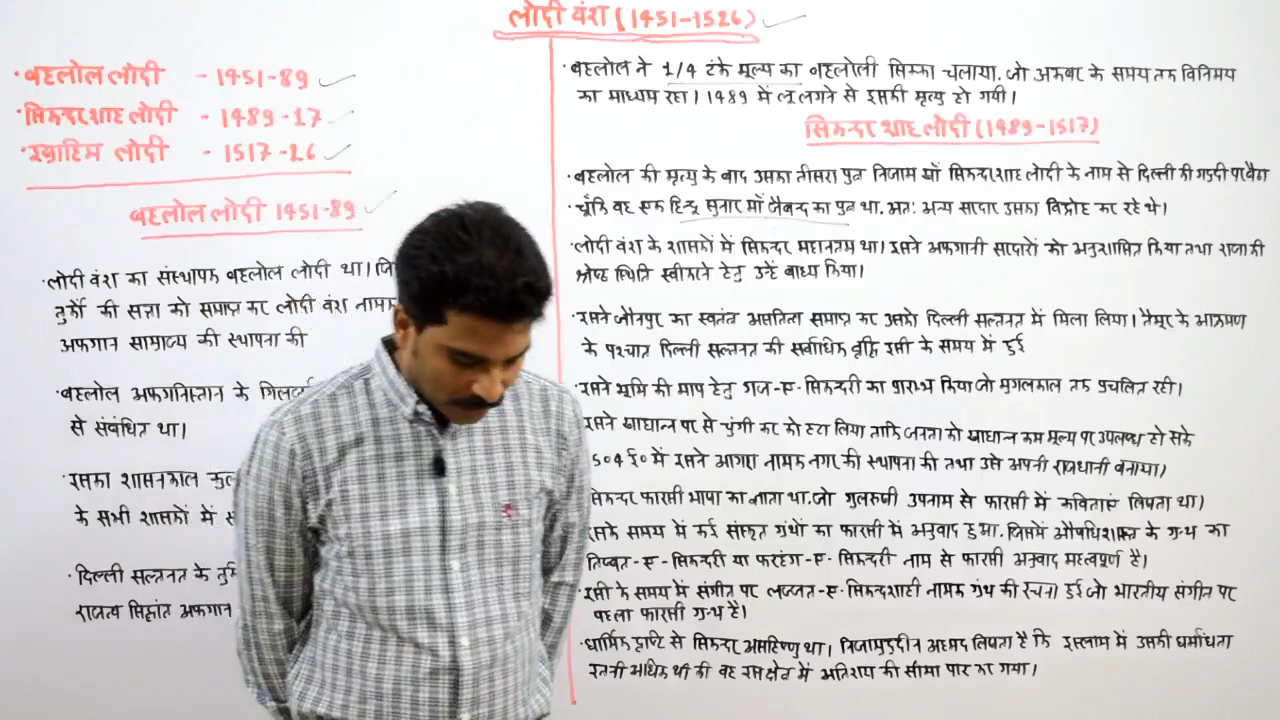 लोदी वंश (1451-1526)
· बहलोल लोदी - 1451-89
· सिकन्दर शाह लोदी - 1489-17
· इब्राहिम लोदी - 1517-26
बहलोल लोदी 1451-89
· लोदी वंश का संस्थापक बहलोल लोदी था।
तुर्कों की सत्ता को समाप्त कर लोदी वंश
अफगान साम्राज्य की स्थापना की
· बहलोल अफगानिस्तान के
से संबंधित था।
· इसका शासनकाल
के सभी शासकों में
· दिल्ली सल्तनत के
राजत्व सिद्धांत अफगान
· बहलोल ने 1/4 टंके मूल्य का बहलोली सिक्का चलाया. जो अकबर के समय तक विनिमय
का माध्यम रहा। 1489 में लू लगने से इसकी मृत्यु हो गयी।
सिकन्दर शाह लोदी (1489-1517)
· बहलोल की मृत्यु के बाद उसका तीसरा पुत्र निजाम खाँ सिकन्दर शाह लोदी के नाम से दिल्ली की गद्दी पर बैठा
· चूंकि वह एक हिन्दू सुनार माँ जैबन्द का पुत्र था. अतः अन्य सरदार उसका विद्रोह कर रहे थे।
· लोदी वंश के शासकों में सिकन्दर महानतम था। इसने अफगानी सरदारों को अनुशासित किया तथा राजा की
श्रेष्ठ स्थिति स्वीकारने हेतु उन्हें बाध्य किया।
· इसने जौनपुर का स्वतंत्र अस्तित्व समाप्त कर उसको दिल्ली सल्तनत में मिला लिया। तैमूर के आक्रमण
के पश्चात दिल्ली सल्तनत की सर्वाधिक वृद्धि इसी के समय में हुई
· इसने भूमि की माप हेतु गज-ए-सिकन्दरी का प्रारम्भ किया जो मुगलकाल तक प्रचलित रही।
इसने खाद्यान्न पर से चुंगी कर को हटा लिया ताकि जनता को खाद्यान्न कम मूल्य पर उपलब्ध हो सके
1504 ई० में इसने आगरा नामक नगर की स्थापना की तथा उसे अपनी राजधानी बनाया।
सिकन्दर फारसी भाषा का ज्ञाता था. जो गुलरुखी उपनाम से फारसी में कविताएं लिखता था।
इसके समय में कई संस्कृत ग्रंथों का फारसी में अनुवाद हुआ. जिसमें औषधिशास्त्र के ग्रन्थ का
तिब्बत-ए-सिकन्दरी या फरहंग-ए-सिकन्दरी नाम से फारसी अनुवाद महत्वपूर्ण है।
· इसी के समय में संगीत पर लज्जत-ए-सिकन्दरशाही नामक ग्रंथ की रचना हुई जो भारतीय संगीत पर
पहला फारसी ग्रन्थ है।
· धार्मिक दृष्टि से सिकन्दर असहिष्णु था। निजामुद्दीन अहमद लिखता है कि इस्लाम में उसकी धर्मांधता
इतनी अधिक थी की वह इस क्षेत्र में अतिशय की सीमा पार कर गया।